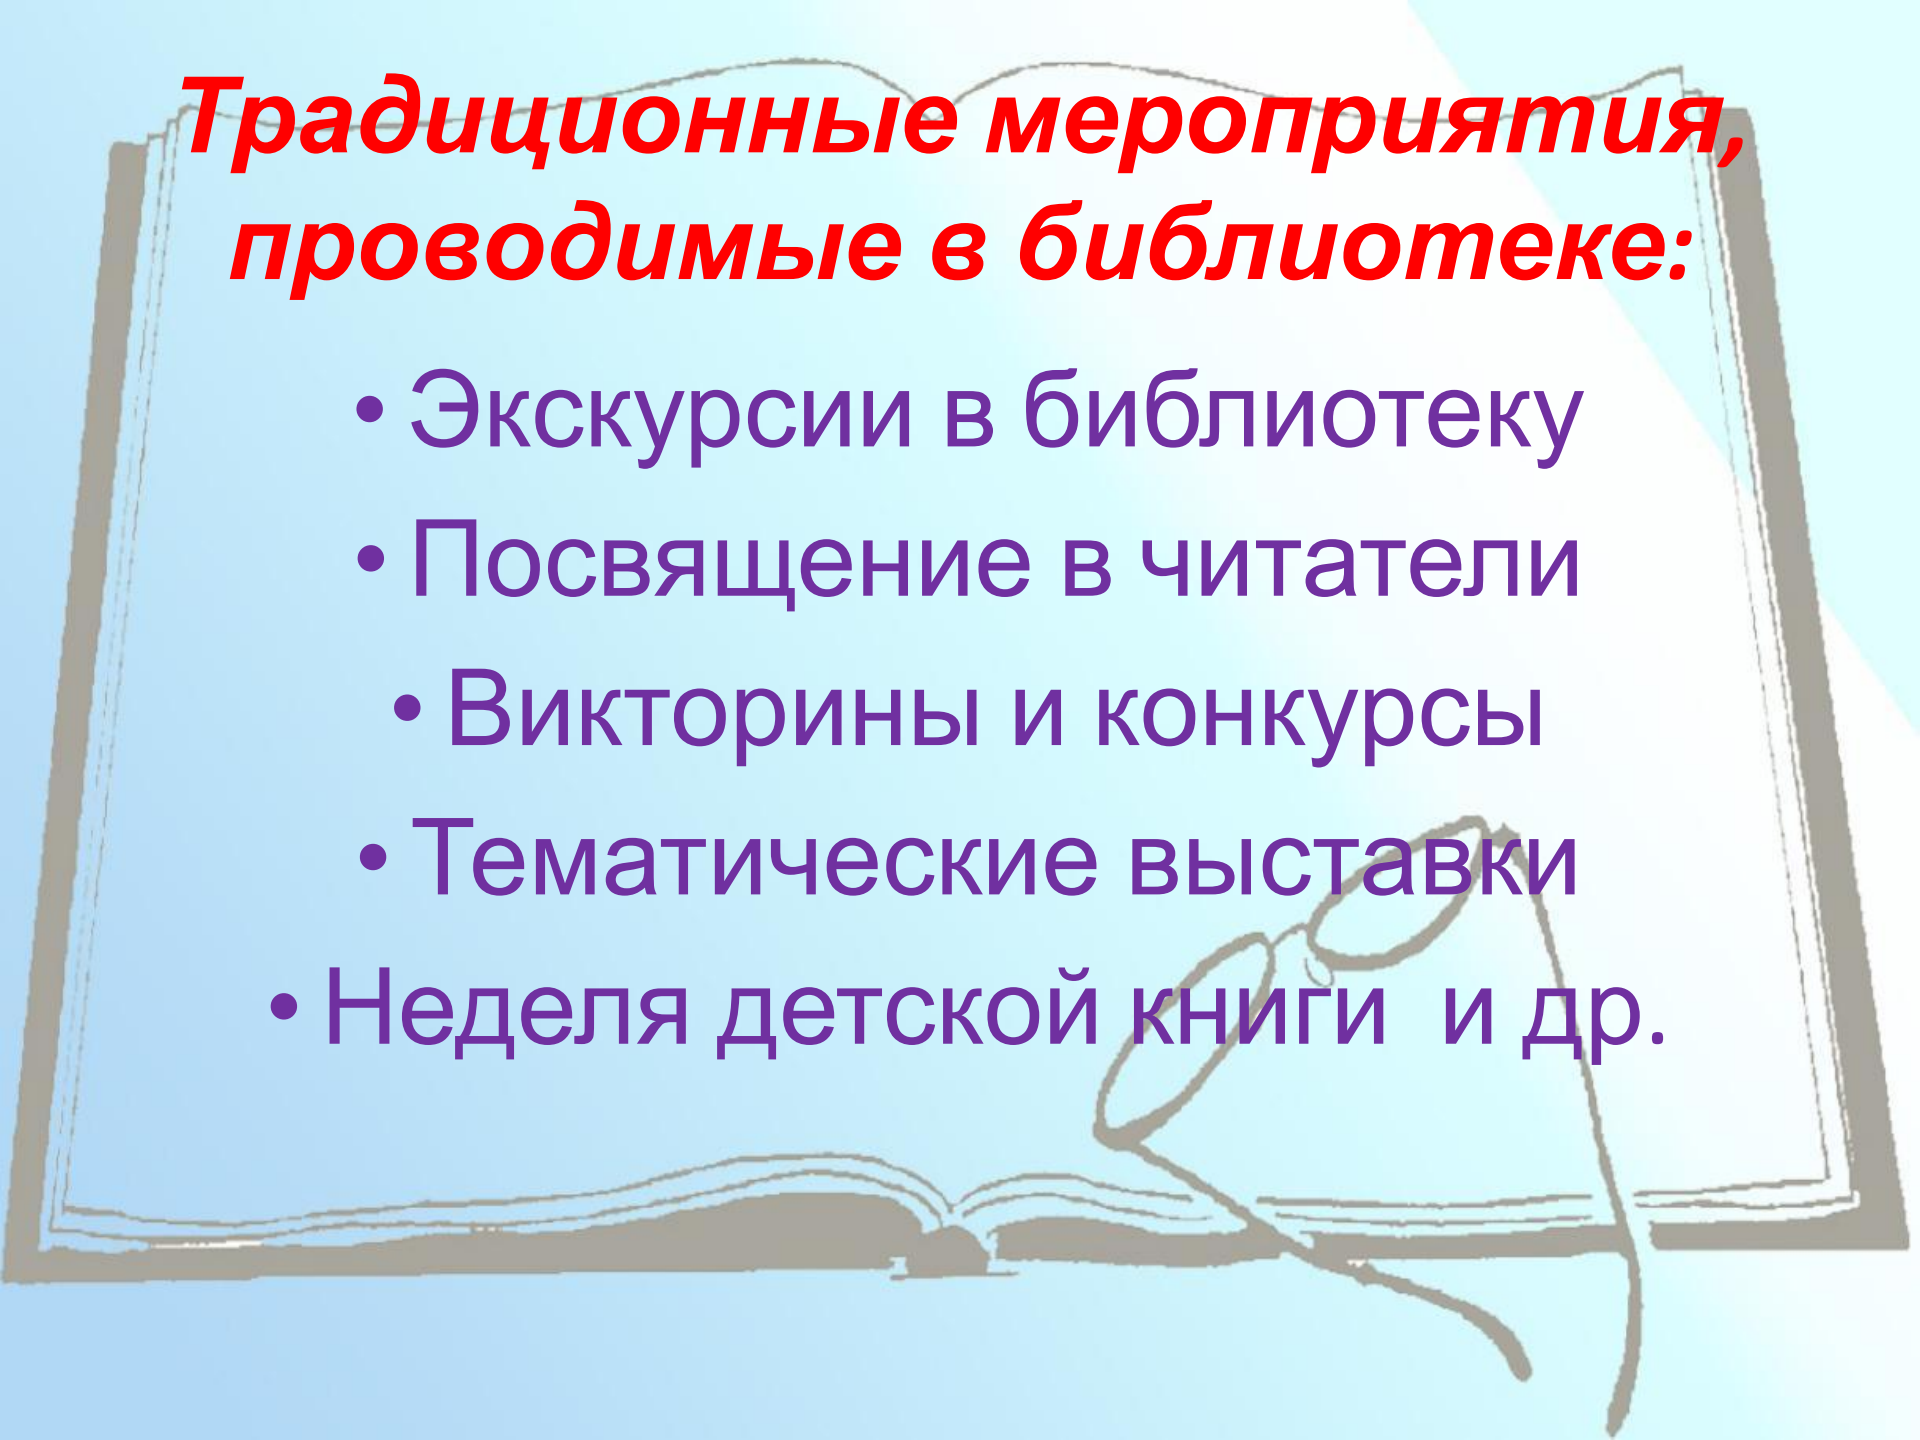 Традиционные мероприятия,
проводимые в библиотеке:
• Экскурсии в библиотеку
• Посвящение в читатели
• Викторины и конкурсы
• Тематические выставки
• Неделя детской книги  и др.